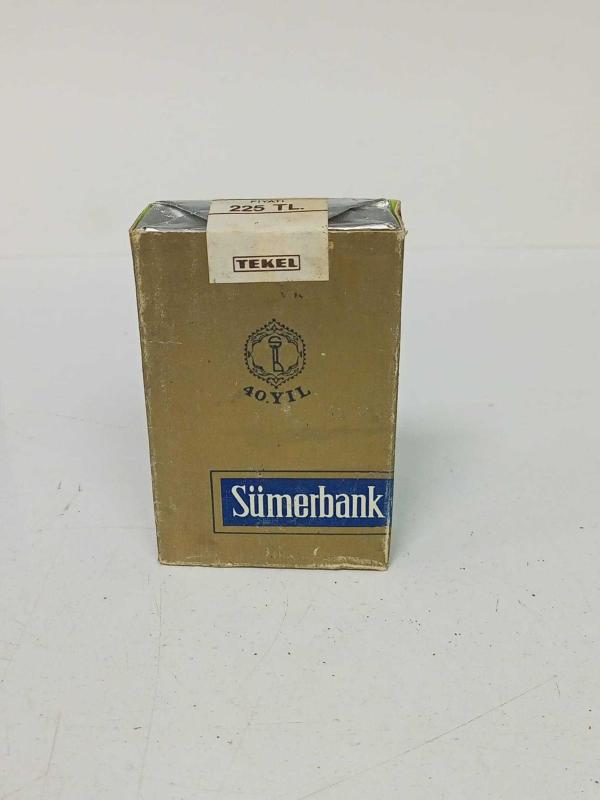 FİYATI
225 TL.
TEKEL
40.YIL
Sümerbank